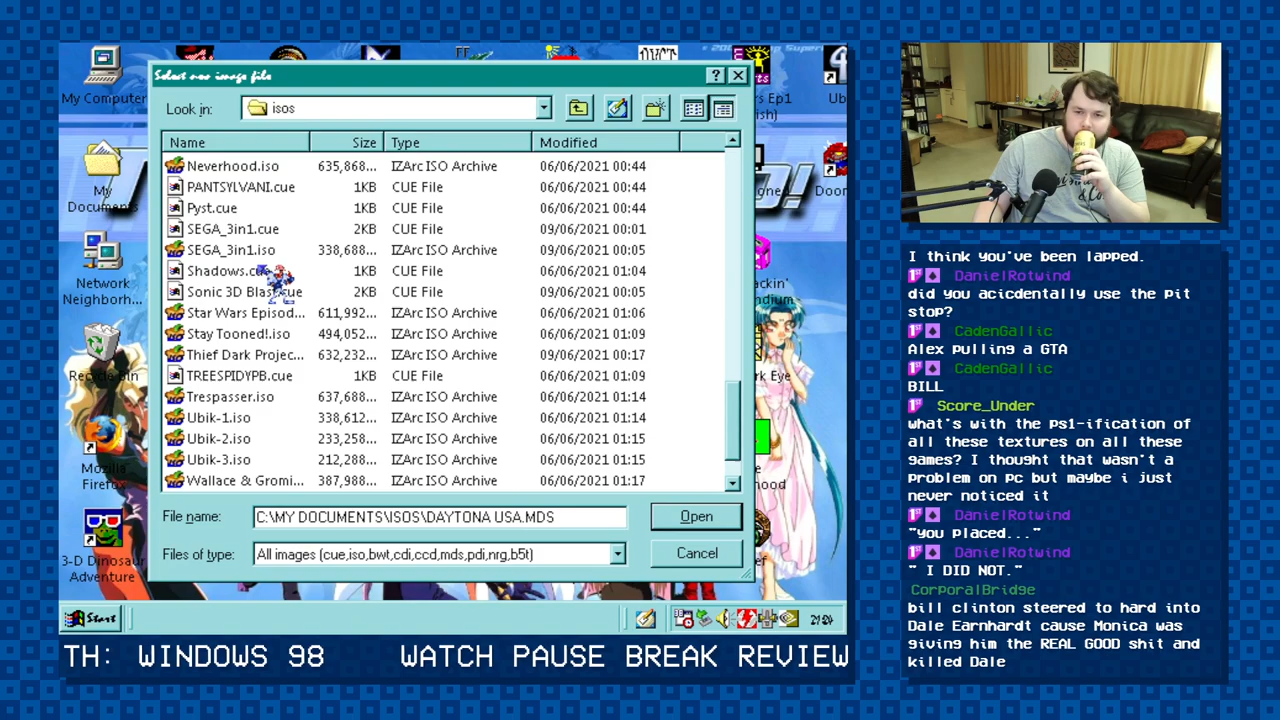 My Computer
My
Documents
Network
Neighborh...
Recycle Bin
Mozilla
Firefox
3-D Dinosaur
Adventure
Select new image file
Look in:
isos
Name
Size
Type
Modified
Neverhood.iso 635,868... IZArc ISO Archive 06/06/2021 00:44
PANTSYLVANI.cue 1KB CUE File 06/06/2021 00:44
Pyst.cue 1KB CUE File 06/06/2021 00:44
SEGA_3in1.cue 2KB CUE File 09/06/2021 00:01
SEGA_3in1.iso 338,688... IZArc ISO Archive 09/06/2021 00:05
Shadows.cue 1KB CUE File 06/06/2021 01:04
Sonic 3D Blast.cue 2KB CUE File 09/06/2021 00:05
Star Wars Episod... 611,992... IZArc ISO Archive 06/06/2021 01:06
Stay Tooned!.iso 494,052... IZArc ISO Archive 06/06/2021 01:09
Thief Dark Projec... 632,232... IZArc ISO Archive 09/06/2021 00:17
TREESPIDYPB.cue 1KB CUE File 06/06/2021 01:09
Trespasser.iso 637,688... IZArc ISO Archive 06/06/2021 01:14
Ubik-1.iso 338,612... IZArc ISO Archive 06/06/2021 01:14
Ubik-2.iso 233,258... IZArc ISO Archive 06/06/2021 01:15
Ubik-3.iso 212,288... IZArc ISO Archive 06/06/2021 01:15
Wallace & Gromi... 387,988... IZArc ISO Archive 06/06/2021 01:17
File name:
C:\MY DOCUMENTS\ISOS\DAYTONA USA.MDS
Open
Files of type:
All images (cue,iso,bwt,cdi,ccd,mds,pdi,nrg,b5t)
Cancel
Start
TH: WINDOWS 98 WATCH PAUSE BREAK REVIEW
I think you've been lapped.
DanielRotwind
did you acicdentally use the pit
stop?
CadenGallic
Alex pulling a GTA
CadenGallic
BILL
Score_Under
what's with the ps1-ification of
all these textures on all these
games? I thought that wasn't a
problem on pc but maybe i just
never noticed it
DanielRotwind
"you placed..."
DanielRotwind
" I DID NOT."
CorporalBridge
bill clinton steered to hard into
Dale Earnhardt cause Monica was
giving him the REAL GOOD shit and
killed Dale